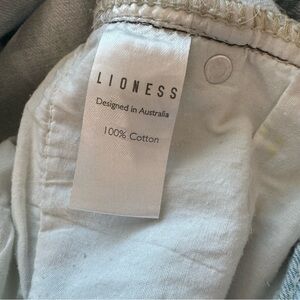 LIONESS
Designed in Australia
100% Cotton